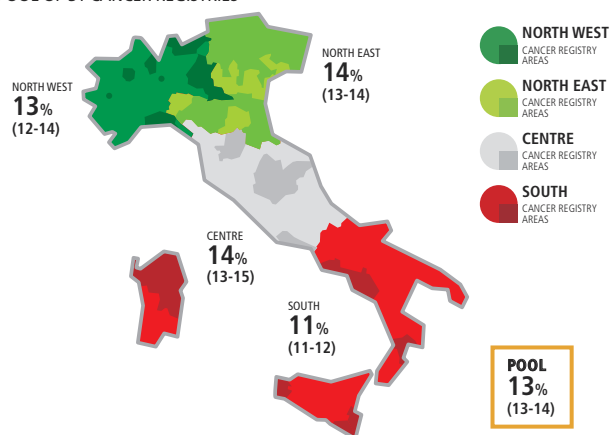 NORTH EAST
14%
(13-14)
NORTH WEST
13%
(12-14)
CENTRE
14%
(13-15)
SOUTH
11%
(11-12)
NORTH WEST
CANCER REGISTRY
AREAS
NORTH EAST
CANCER REGISTRY
AREAS
CENTRE
CANCER REGISTRY
AREAS
SOUTH
CANCER REGISTRY
AREAS
POOL
13%
(13-14)